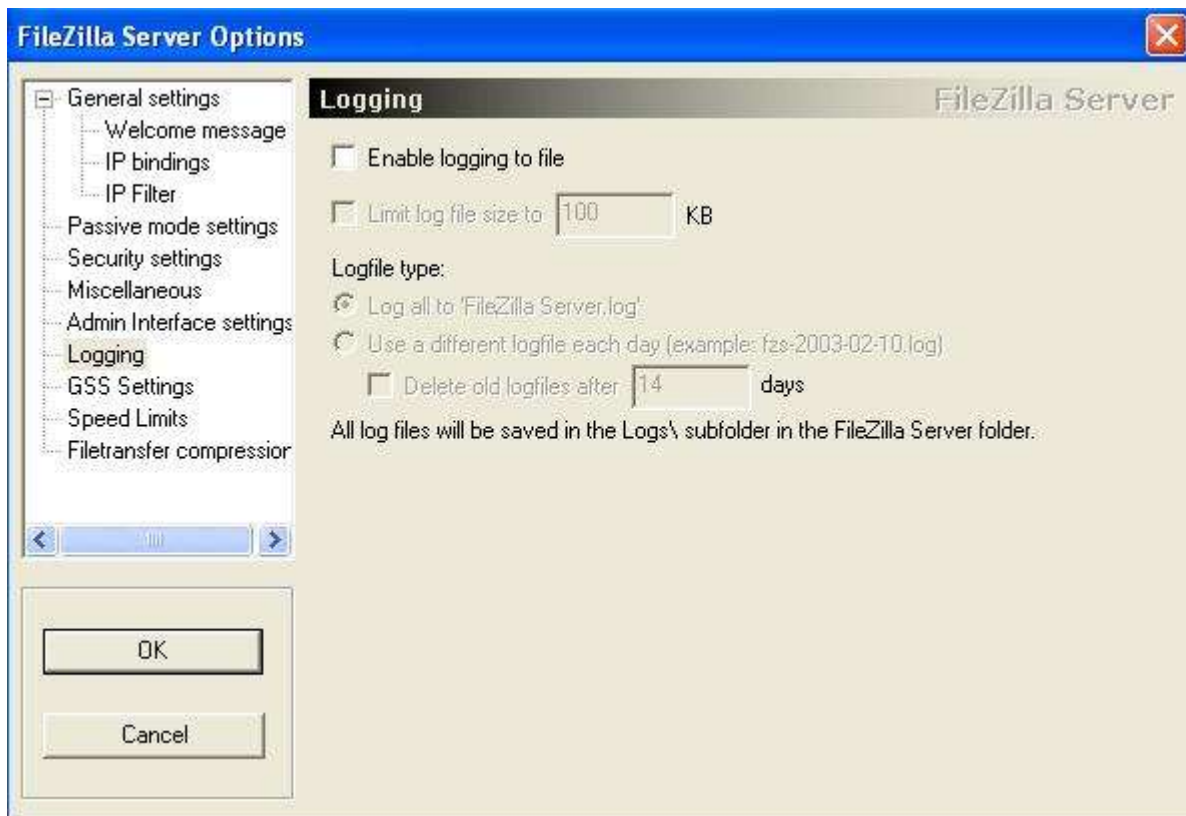 FileZilla Server Options
General settings
Welcome message
IP bindings
IP Filter
Passive mode settings
Security settings
Miscellaneous
Admin Interface settings
Logging
GSS Settings
Speed Limits
Filetransfer compression
OK
Cancel
Logging FileZilla Server
Enable logging to file
Limit log file size to 100 KB
Logfile type:
Log all to 'FileZilla Server.log'
Use a different logfile each day (example: fzs-2003-02-10.log)
Delete old logfiles after 14 days
All log files will be saved in the Logs\ subfolder in the FileZilla Server folder.